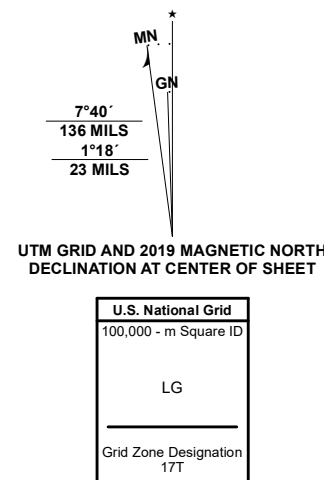 ★
MN
GN
7°40´
136 MILS
1°18´
23 MILS
UTM GRID AND 2019 MAGNETIC NORTH
DECLINATION AT CENTER OF SHEET
U.S. National Grid
100,000 - m Square ID
LG
Grid Zone Designation
17T